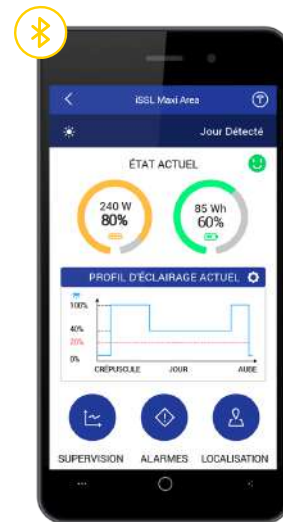 iSSL Maxi Area
Jour Détecté
ÉTAT ACTUEL
240 W
80%
85 Wh
60%
PROFIL D'ÉCLAIRAGE ACTUEL
100%
40%
20%
0%
CRÉPUSCULE JOUR AUBE
SUPERVISION ALARMES LOCALISATION